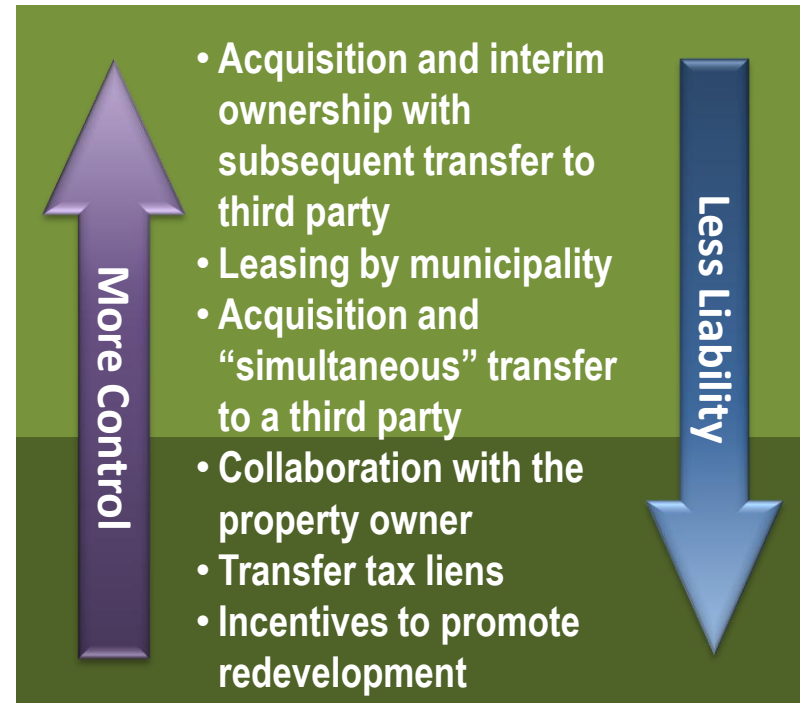 • Acquisition and interim
ownership with
subsequent transfer to
third party
• Leasing by municipality
• Acquisition and
“simultaneous” transfer
to a third party
• Collaboration with the
property owner
• Transfer tax liens
• Incentives to promote
redevelopment
More Control
Less Liability